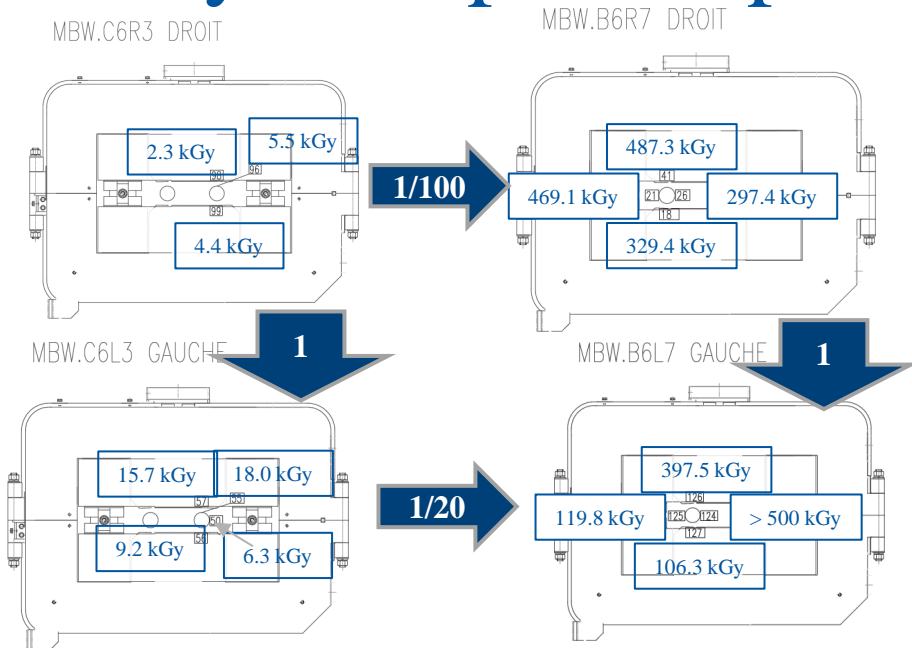 MBW.C6R3 DROIT
MBW.B6R7 DROIT
2.3 kGy
5.5 kGy
98
96
99
4.4 kGy
1/100
487.3 kGy
41
469.1 kGy
21
26
297.4 kGy
18
329.4 kGy
MBW.C6L3 GAUCHE
1
MBW.B6L7 GAUCHE
1
15.7 kGy
18.0 kGy
57
55
50
9.2 kGy
6.3 kGy
1/20
397.5 kGy
126
119.8 kGy
125
124
> 500 kGy
127
106.3 kGy